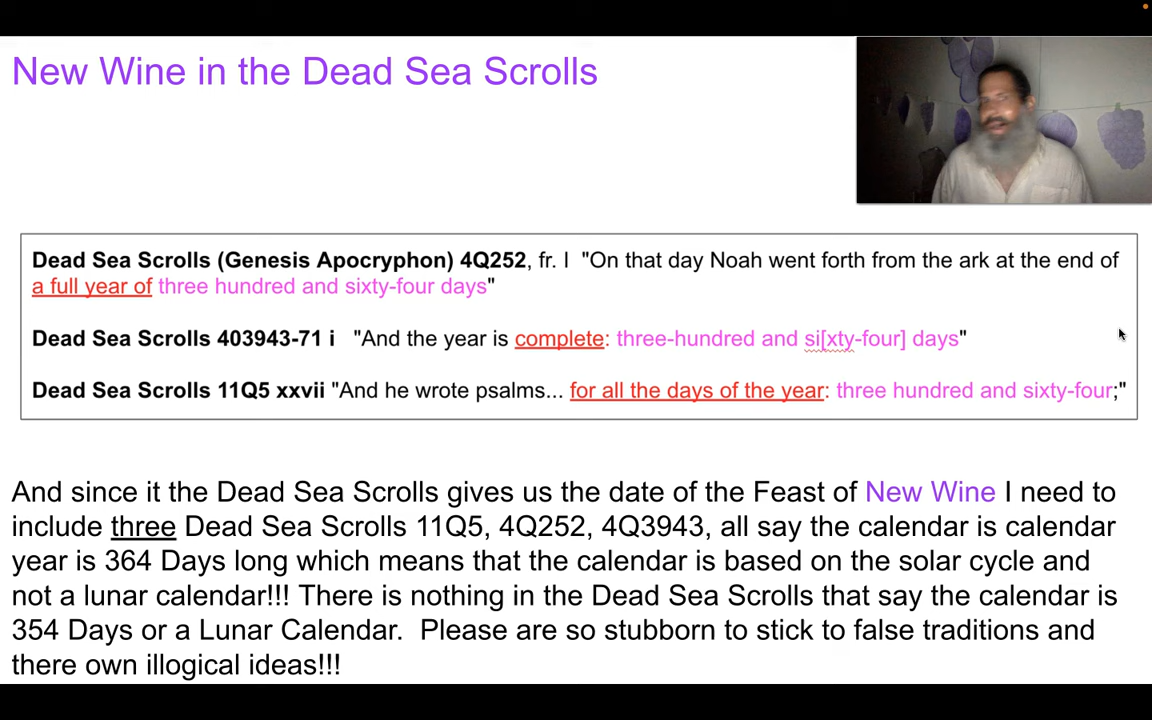 New Wine in the Dead Sea Scrolls
Dead Sea Scrolls (Genesis Apocryphon) 4Q252, fr. I "On that day Noah went forth from the ark at the end of
a full year of three hundred and sixty-four days"
Dead Sea Scrolls 403943-71 i "And the year is complete: three-hundred and si[xty-four] days"
Dead Sea Scrolls 11Q5 xxvii "And he wrote psalms... for all the days of the year: three hundred and sixty-four;"
And since it the Dead Sea Scrolls gives us the date of the Feast of New Wine I need to
include three Dead Sea Scrolls 11Q5, 4Q252, 4Q3943, all say the calendar is calendar
year is 364 Days long which means that the calendar is based on the solar cycle and
not a lunar calendar!!! There is nothing in the Dead Sea Scrolls that say the calendar is
354 Days or a Lunar Calendar. Please are so stubborn to stick to false traditions and
there own illogical ideas!!!